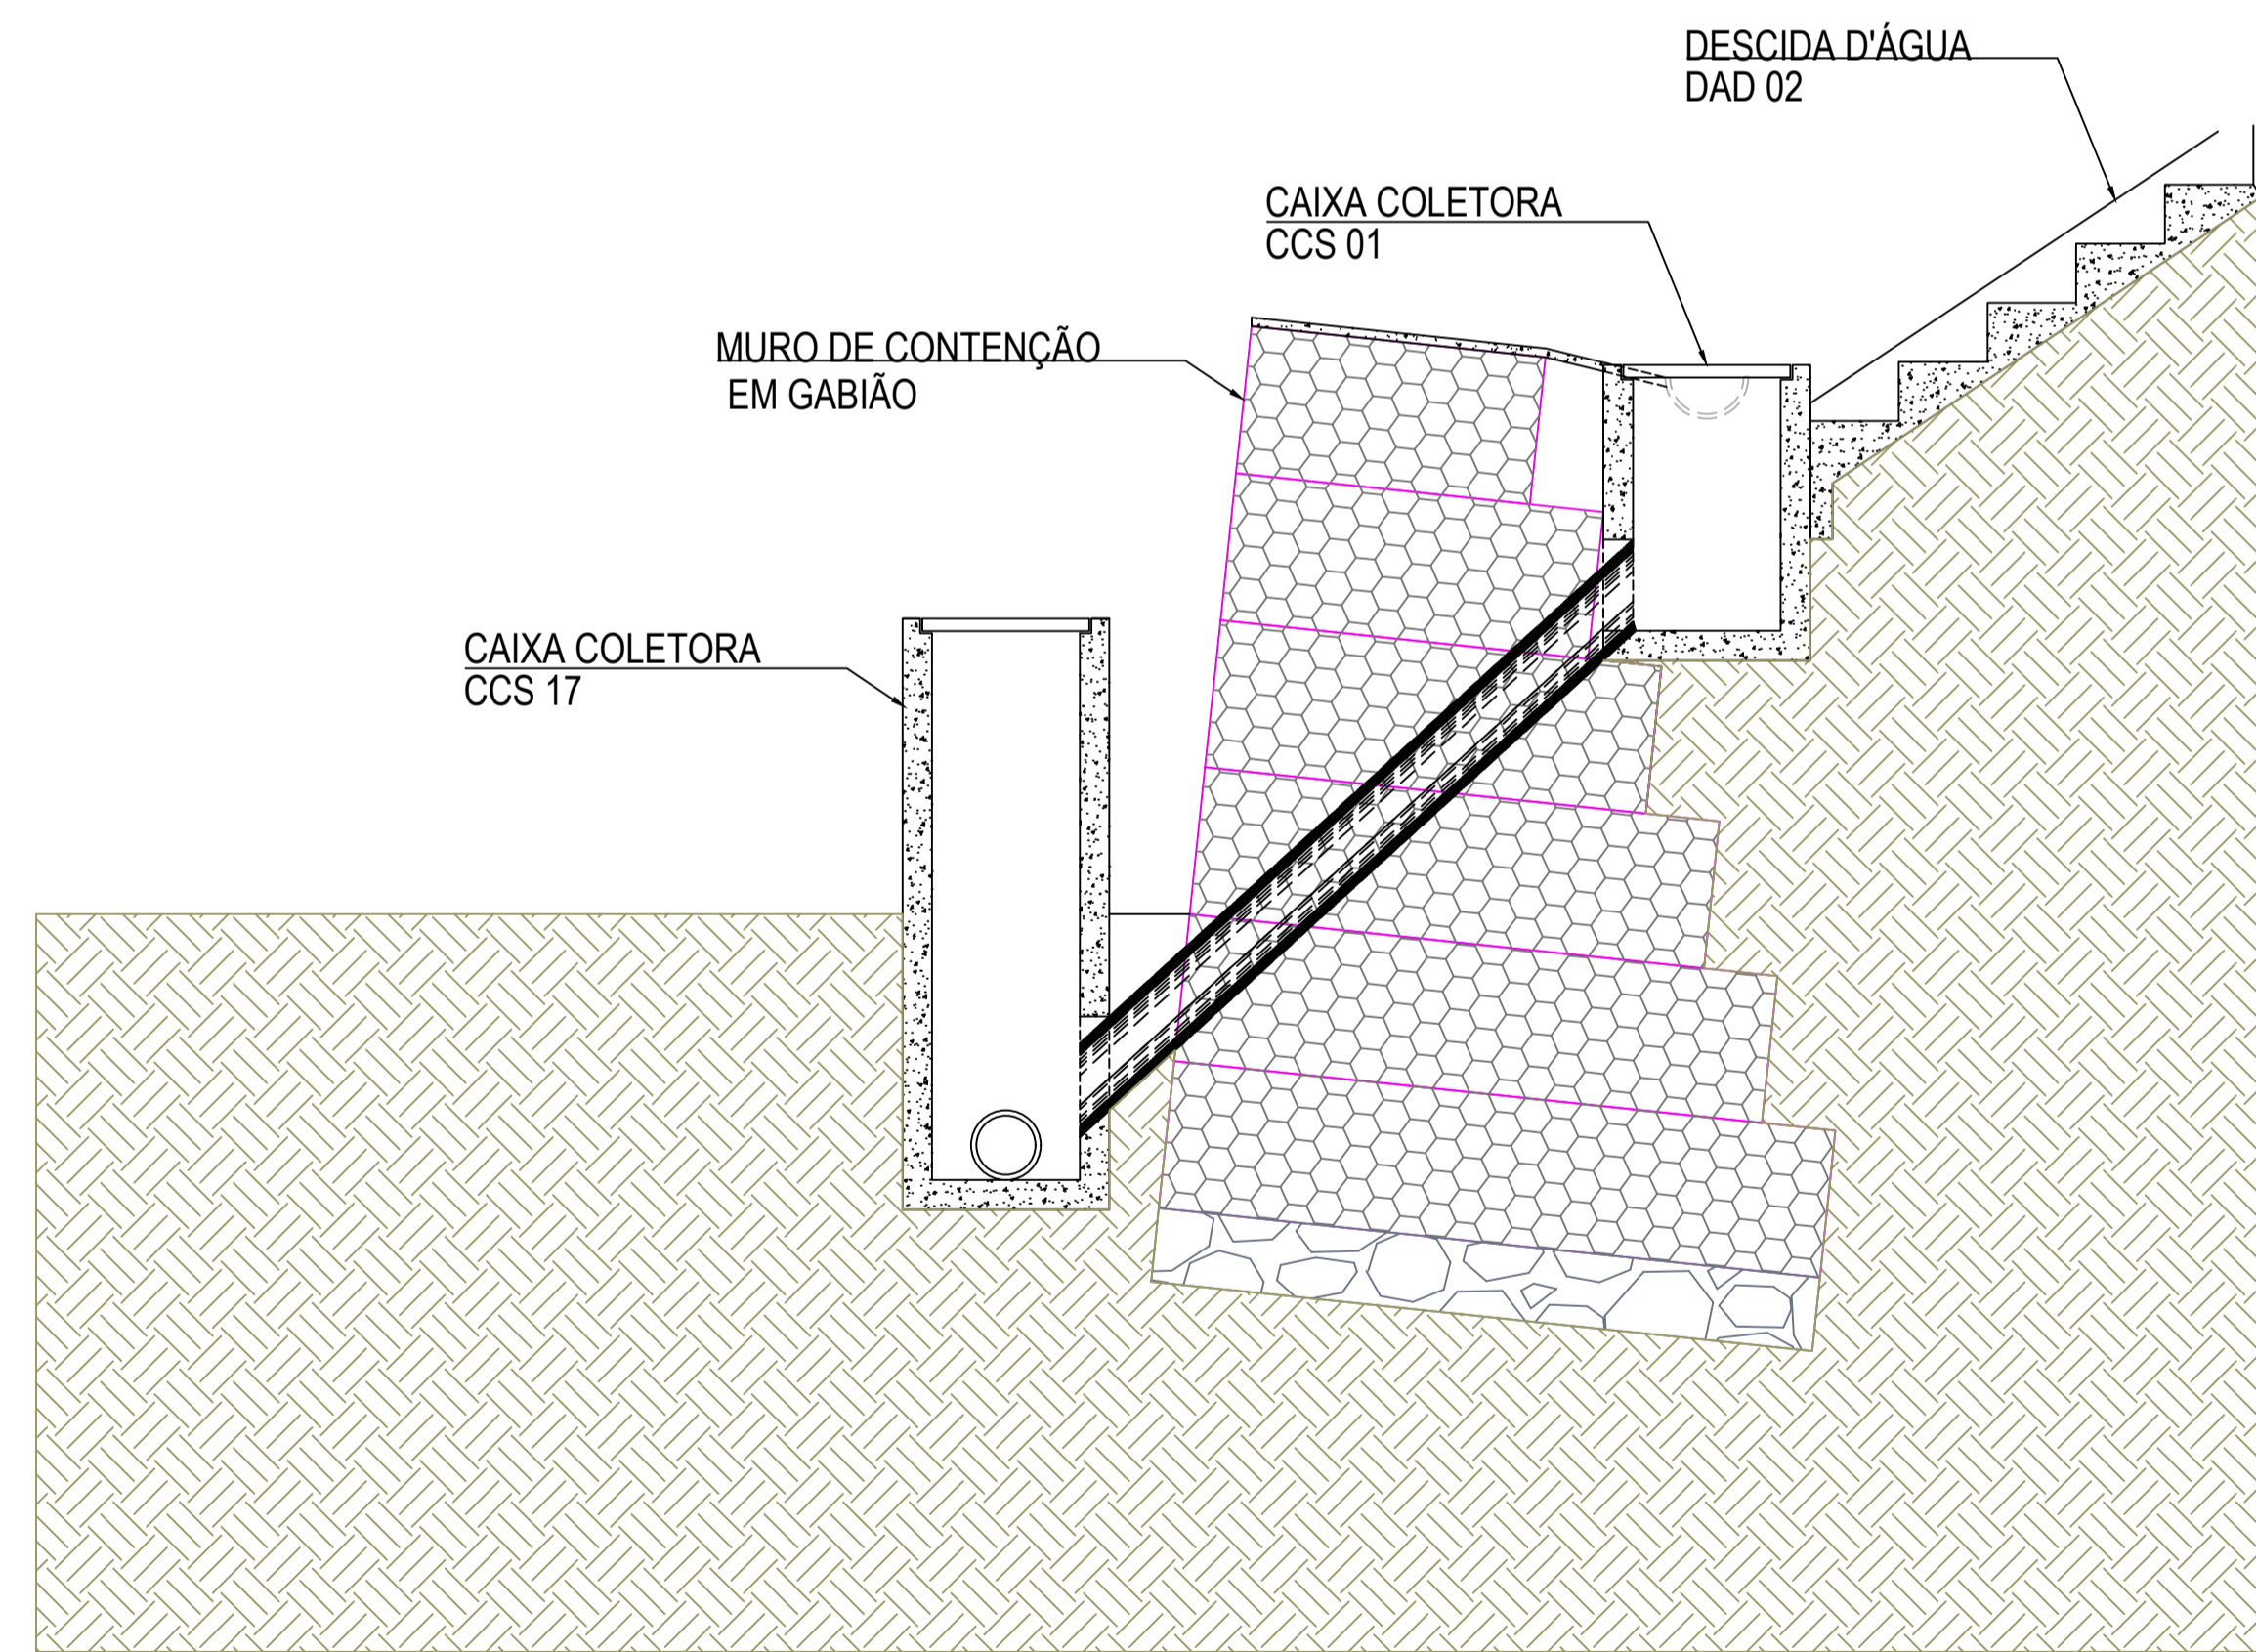 DESCIDA D'ÁGUA
DAD 02
CAIXA COLETORA
CCS 01
MURO DE CONTENÇÃO
EM GABIÃO
CAIXA COLETORA
CCS 17